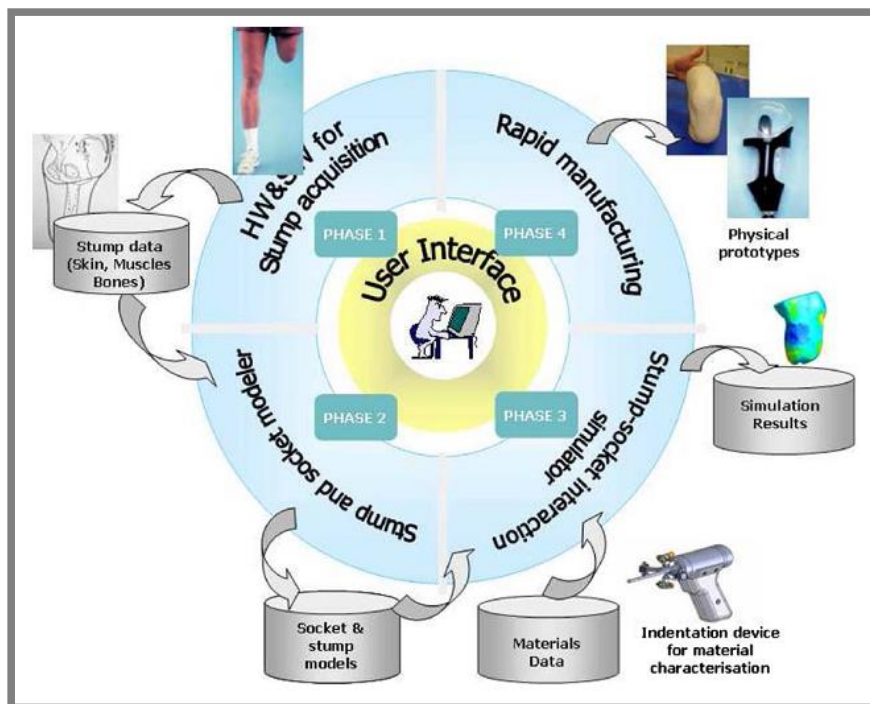 HW&SW for
Stump acquisition
PHASE 1
Stump data
(Skin, Muscles
Bones)
Rapid manufacturing
PHASE 4
Physical
prototypes
User Interface
Stump and socket modeler
PHASE 2
Stump-socket interaction
simulator
PHASE 3
Simulation
Results
Socket &
stump
models
Materials
Data
Indentation device
for material
characterisation